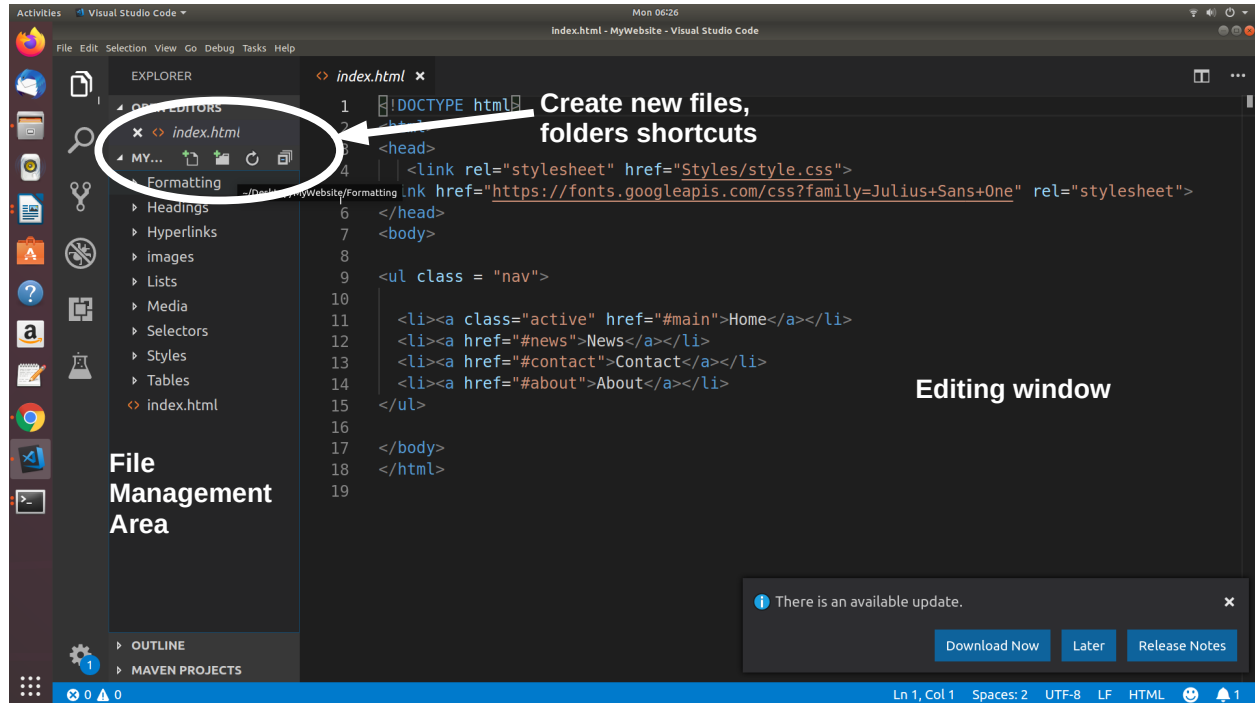 Activities Visual Studio Code
Mon 06:26
index.html - MyWebsite - Visual Studio Code
File Edit Selection View Go Debug Tasks Help
EXPLORER
index.html
OPEN EDITORS
index.html
MY...
Formatting
~/Desktop/MyWebsite/Formatting
Headings
Hyperlinks
images
Lists
Media
Selectors
Styles
Tables
index.html
File
Management
Area
OUTLINE
MAVEN PROJECTS
Create new files,
folders shortcuts
1 <!DOCTYPE html>
2 <html>
3 <head>
4 <link rel="stylesheet" href="Styles/style.css">
ink href="https://fonts.googleapis.com/css?family=Julius+Sans+One" rel="stylesheet">
6 </head>
7 <body>
8
9 <ul class = "nav">
10
11 <li><a class="active" href="#main">Home</a></li>
12 <li><a href="#news">News</a></li>
13 <li><a href="#contact">Contact</a></li>
14 <li><a href="#about">About</a></li>
15 </ul>
16
17 </body>
18 </html>
19
Editing window
There is an available update.
Download Now Later Release Notes
1
0 0
Ln 1, Col 1 Spaces: 2 UTF-8 LF HTML 1